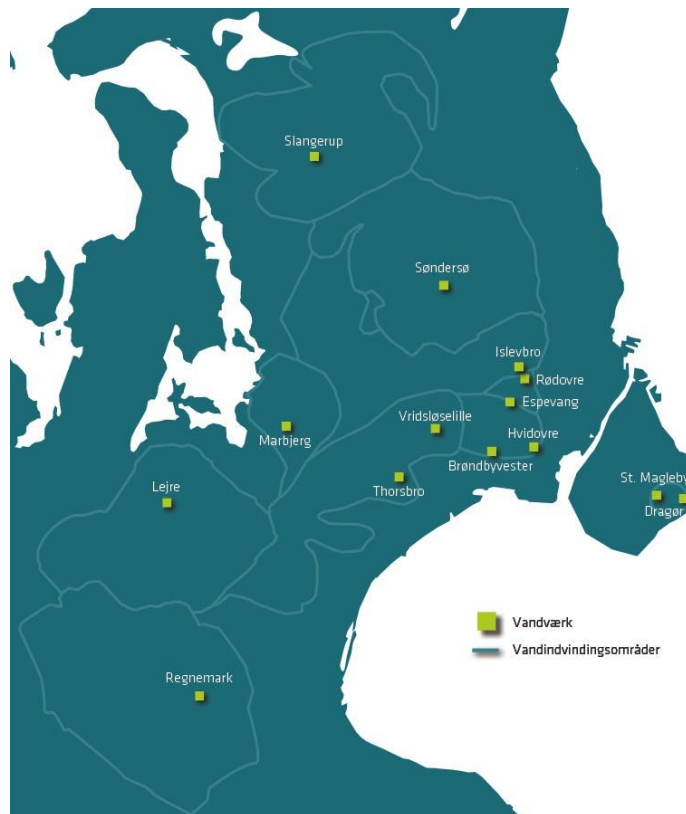 Slangerup
Søndersø
Islevbro
Rødovre
Espevang
Vridsløselille
Hvidovre
Marbjerg
Brøndbyvester
Thorsbro
St. Magleby
Lejre
Dragør
Vandværk
Vandindvindingsområder
Regnemark